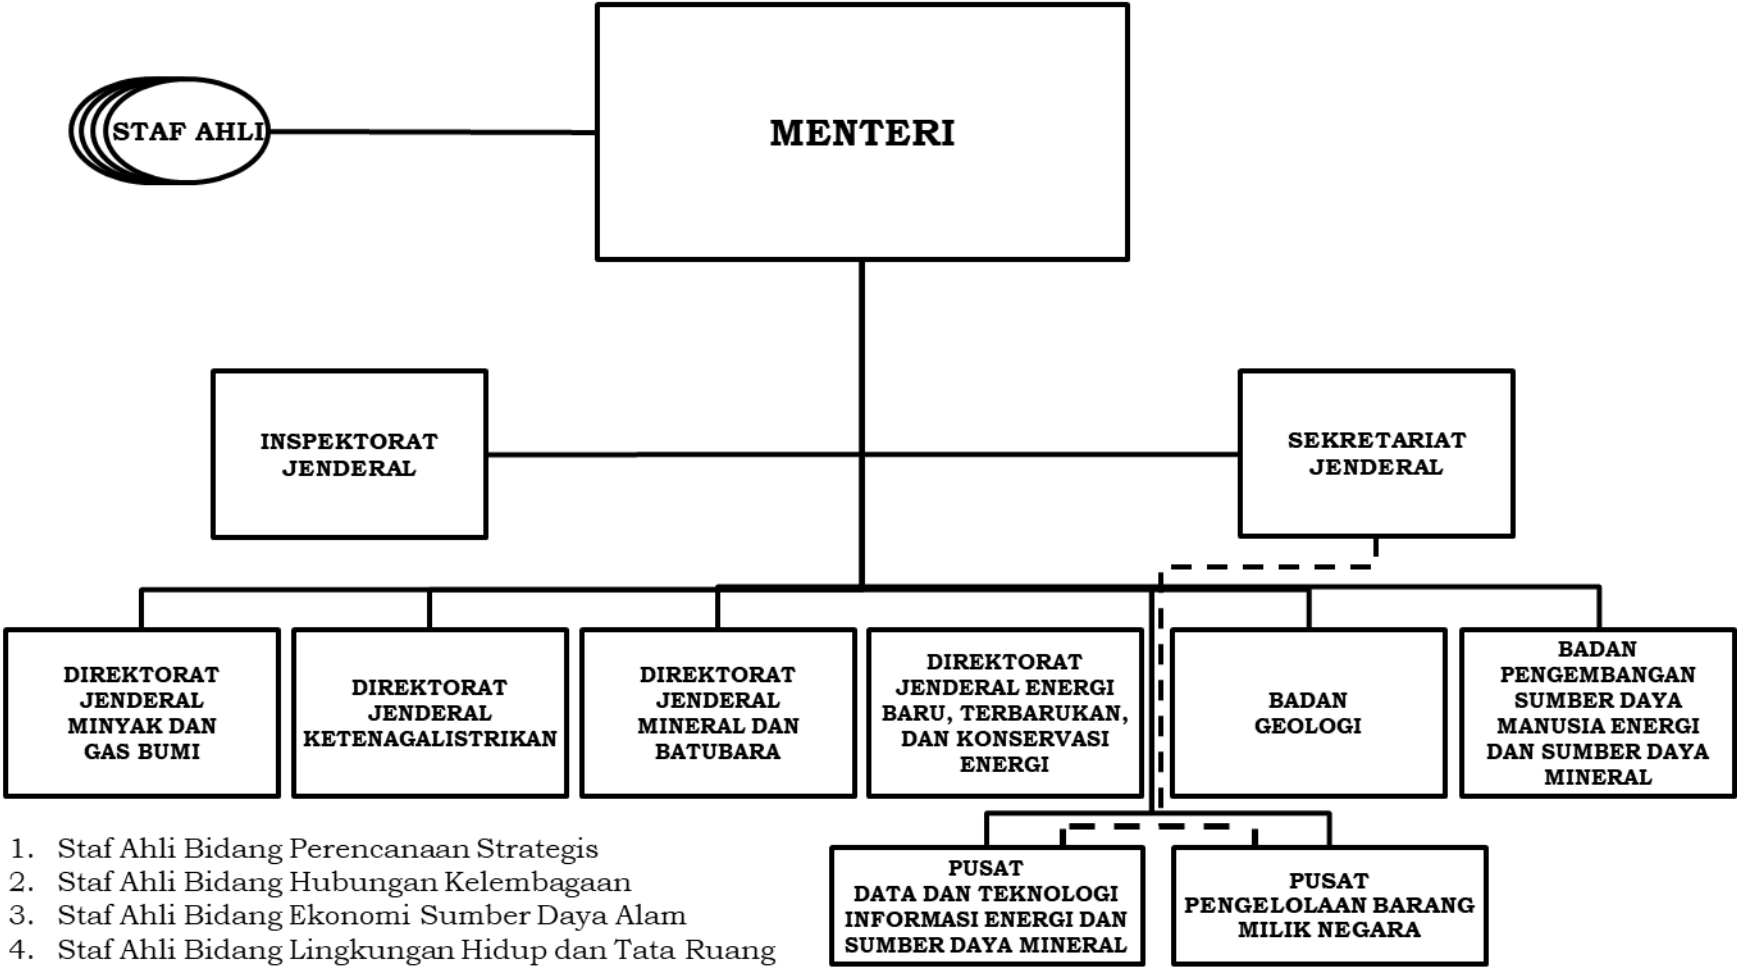 STAF AHLI
MENTERI
INSPEKTORAT
JENDERAL
SEKRETARIAT
JENDERAL
DIREKTORAT
JENDERAL
MINYAK DAN
GAS BUMI
DIREKTORAT
JENDERAL
KETENAGALISTRIKAN
DIREKTORAT
JENDERAL
MINERAL DAN
BATUBARA
DIREKTORAT
JENDERAL ENERGI
BARU, TERBARUKAN,
DAN KONSERVASI
ENERGI
BADAN
GEOLOGI
BADAN
PENGEMBANGAN
SUMBER DAYA
MANUSIA ENERGI
DAN SUMBER DAYA
MINERAL
PUSAT
DATA DAN TEKNOLOGI
INFORMASI ENERGI DAN
SUMBER DAYA MINERAL
PUSAT
PENGELOLAAN BARANG
MILIK NEGARA
1. Staf Ahli Bidang Perencanaan Strategis
2. Staf Ahli Bidang Hubungan Kelembagaan
3. Staf Ahli Bidang Ekonomi Sumber Daya Alam
4. Staf Ahli Bidang Lingkungan Hidup dan Tata Ruang